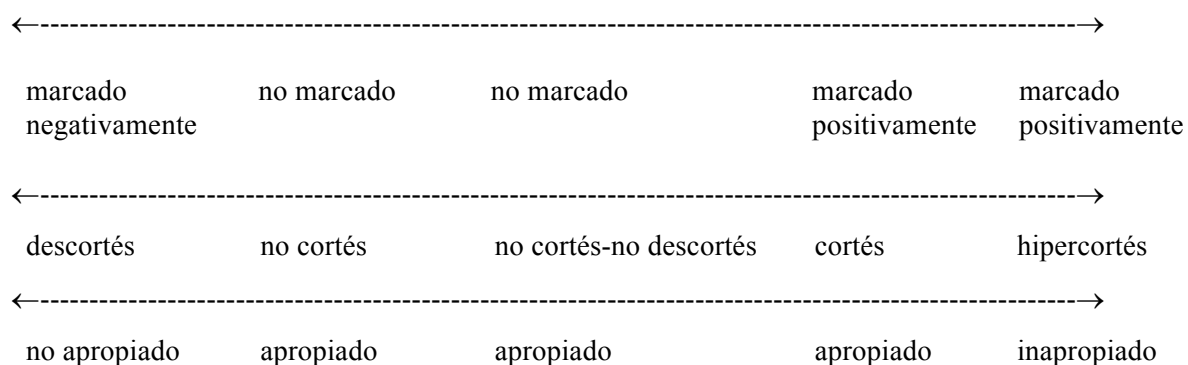 ←-----------------------------------------------------------------------------------------→
marcado no marcado no marcado marcado marcado
negativamente positivamente positivamente
←-----------------------------------------------------------------------------------------→
descortés no cortés no cortés-no descortés cortés hipercortés
←-----------------------------------------------------------------------------------------→
no apropiado apropiado apropiado apropiado inapropiado